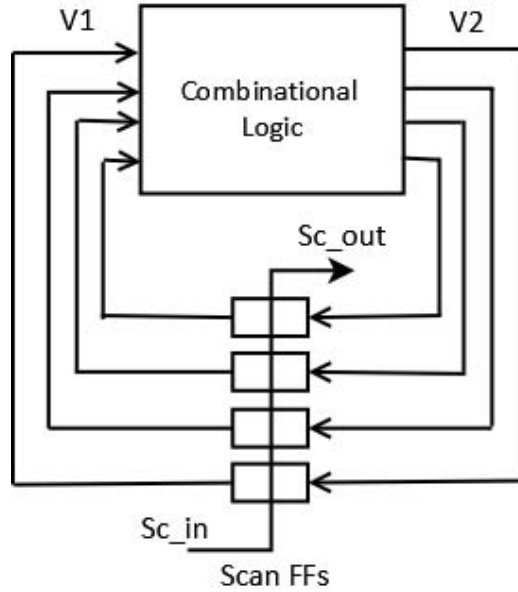 V1
V2
Combinational
Logic
Sc_out
Sc_in
Scan FFs